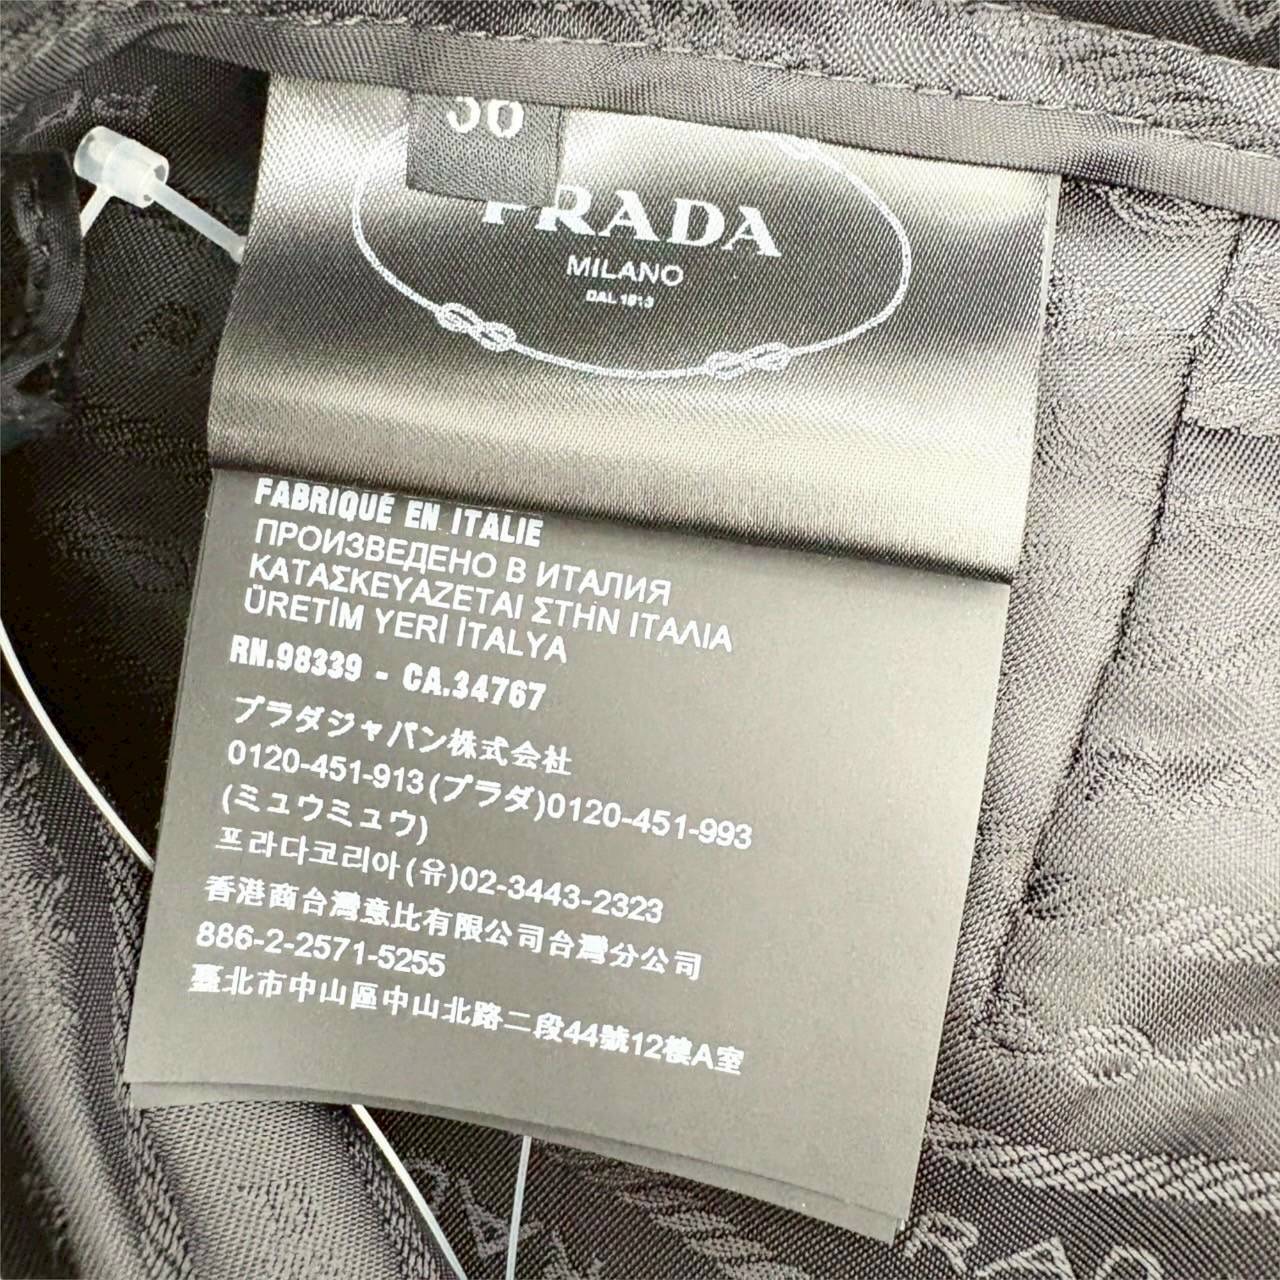 PRADA
MILANO
DAL 1913
FABRIQUÉ EN ITALIE
ПРОИЗВЕДЕНО В ИТАЛИЯ
ΚΑΤΑΣΚΕΥΑΖΕΤΑΙ ΣΤΗΝ ΙΤΑΛΙΑ
ÜRETİM YERİ İTALYA
RN.98339 - CA.34767
プラダジャパン株式会社
0120-451-913(プラダ)0120-451-993
(ミュウミュウ)
프라다코리아(유)02-3443-2323
香港商台灣意比有限公司台灣分公司
886-2-2571-5255
臺北市中山區中山北路二段44號12樓A室